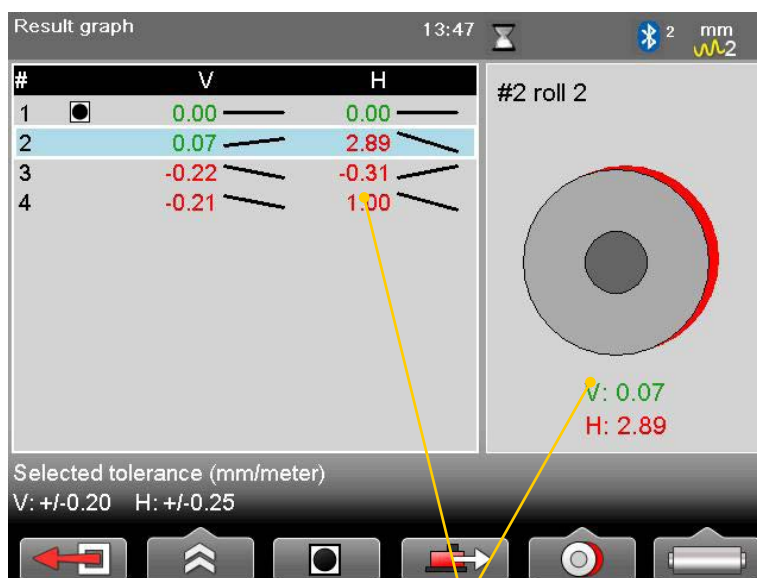 Result graph 13:47 2 mm
2
# V H
1 0.00 0.00
2 0.07 2.89
3 -0.22 -0.31
4 -0.21 1.00
#2 roll 2
V: 0.07
H: 2.89
Selected tolerance (mm/meter)
V: +/-0.20 H: +/-0.25